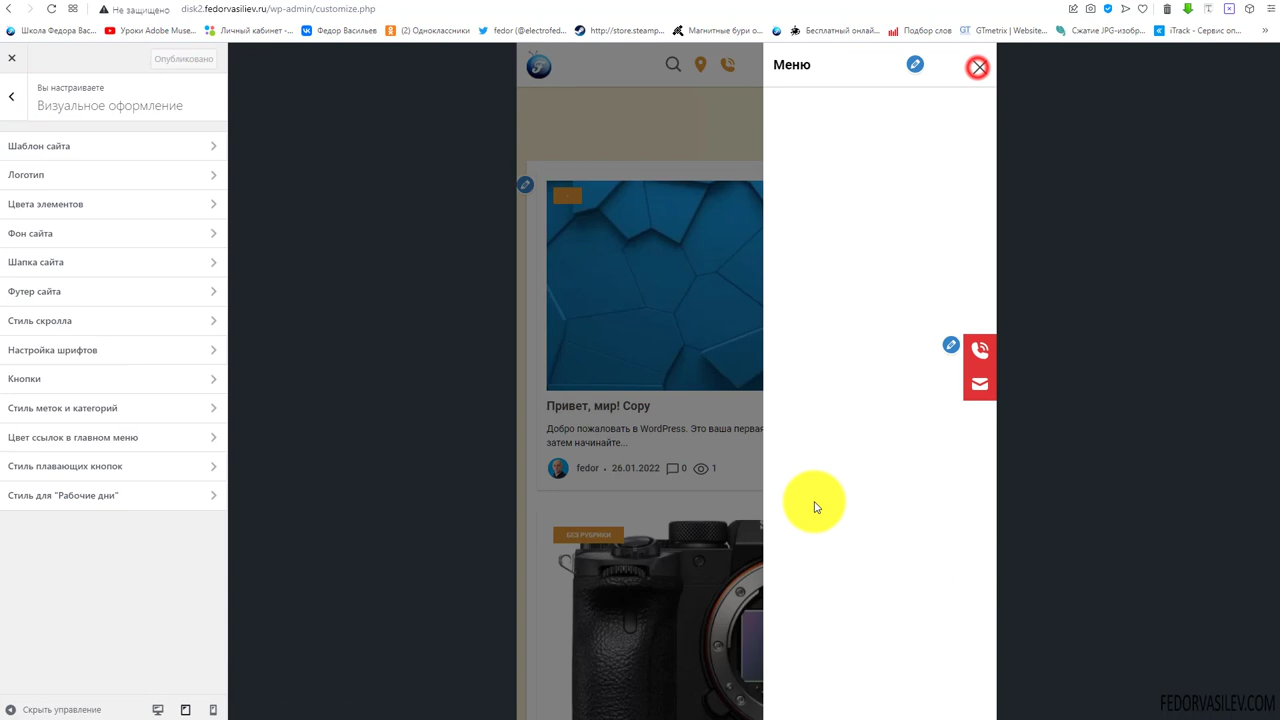 Не защищено disk2.fedorvasiliev.ru/wp-admin/customize.php
Школа Федора Вас...
Уроки Adobe Muse...
Личный кабинет -...
Федор Васильев
(2) Одноклассники
fedor (@electrofed...
http://store.steamp...
Магнитные бури о...
Бесплатный онлай...
Подбор слов
GTmetrix | Website...
Сжатие JPG-изобр...
iTrack - Сервис оп...
Опубликовано
Вы настраиваете
Визуальное оформление
Шаблон сайта
Логотип
Цвета элементов
Фон сайта
Шапка сайта
Футер сайта
Стиль скролла
Настройка шрифтов
Кнопки
Стиль меток и категорий
Цвет ссылок в главном меню
Стиль плавающих кнопок
Стиль для "Рабочие дни"
Скрыть управление
Привет, мир! Copy
Добро пожаловать в WordPress. Это ваша перва
затем начинайте...
fedor • 26.01.2022 0 1
БЕЗ РУБРИКИ
Меню
FEDORVASILEV.COM